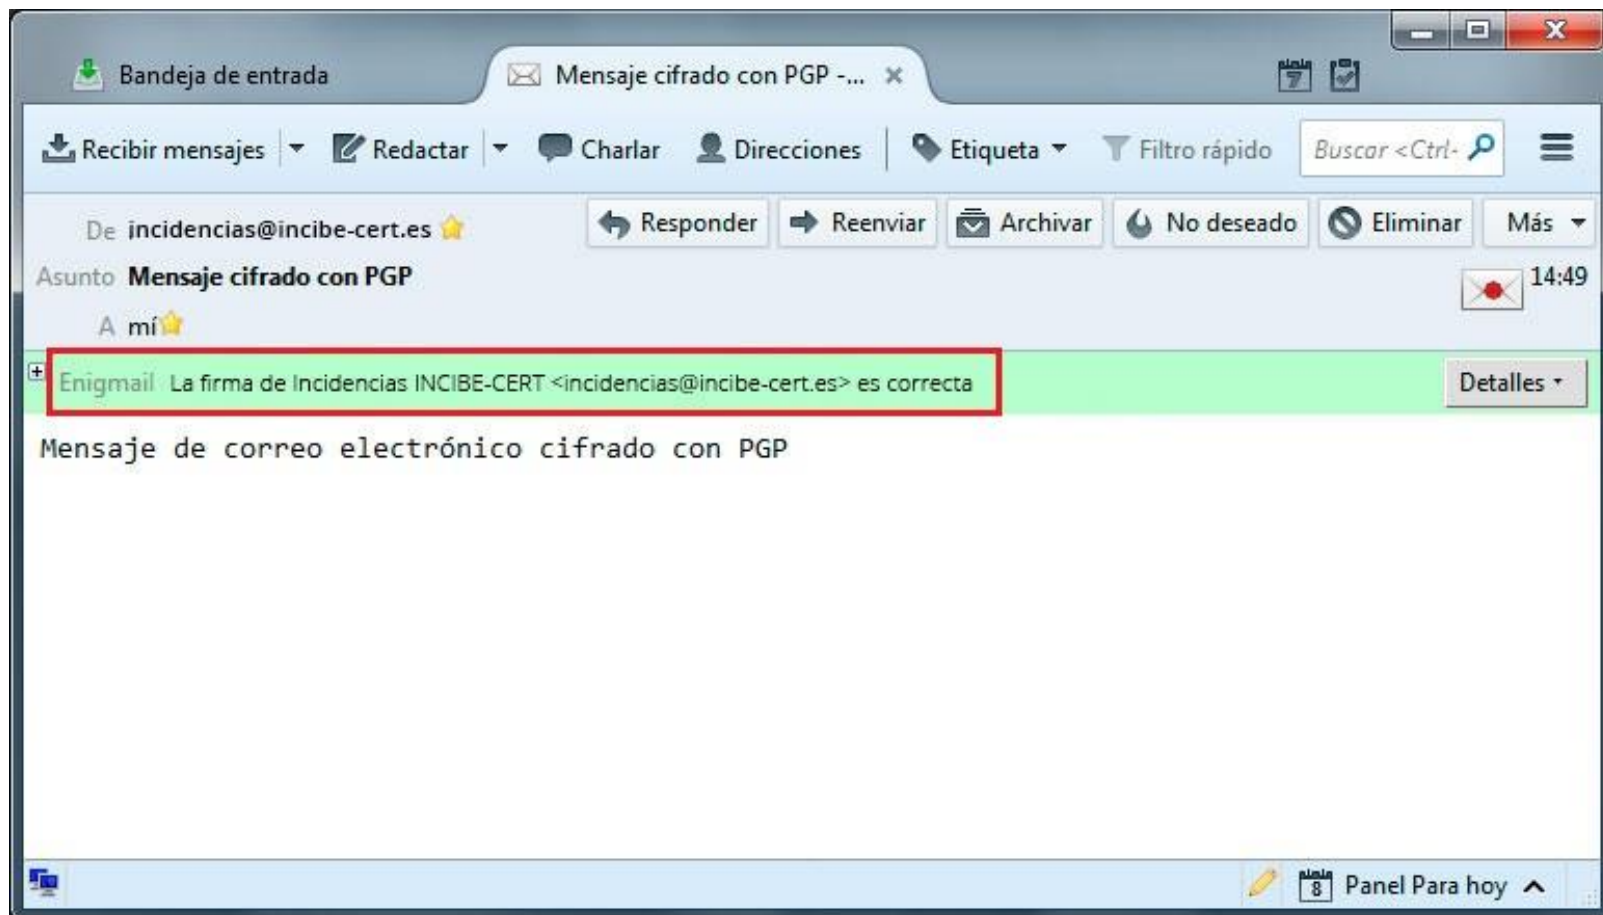 Bandeja de entrada
Mensaje cifrado con PGP -...
7
Recibir mensajes
Redactar
Charlar
Direcciones
Etiqueta
Filtro rápido
Buscar <Ctrl-
De incidencias@incibe-cert.es
Responder
Reenviar
Archivar
No deseado
Eliminar
Más
Asunto Mensaje cifrado con PGP
14:49
A mí
Enigmail La firma de Incidencias INCIBE-CERT <incidencias@incibe-cert.es> es correcta
Detalles
Mensaje de correo electrónico cifrado con PGP
8
Panel Para hoy